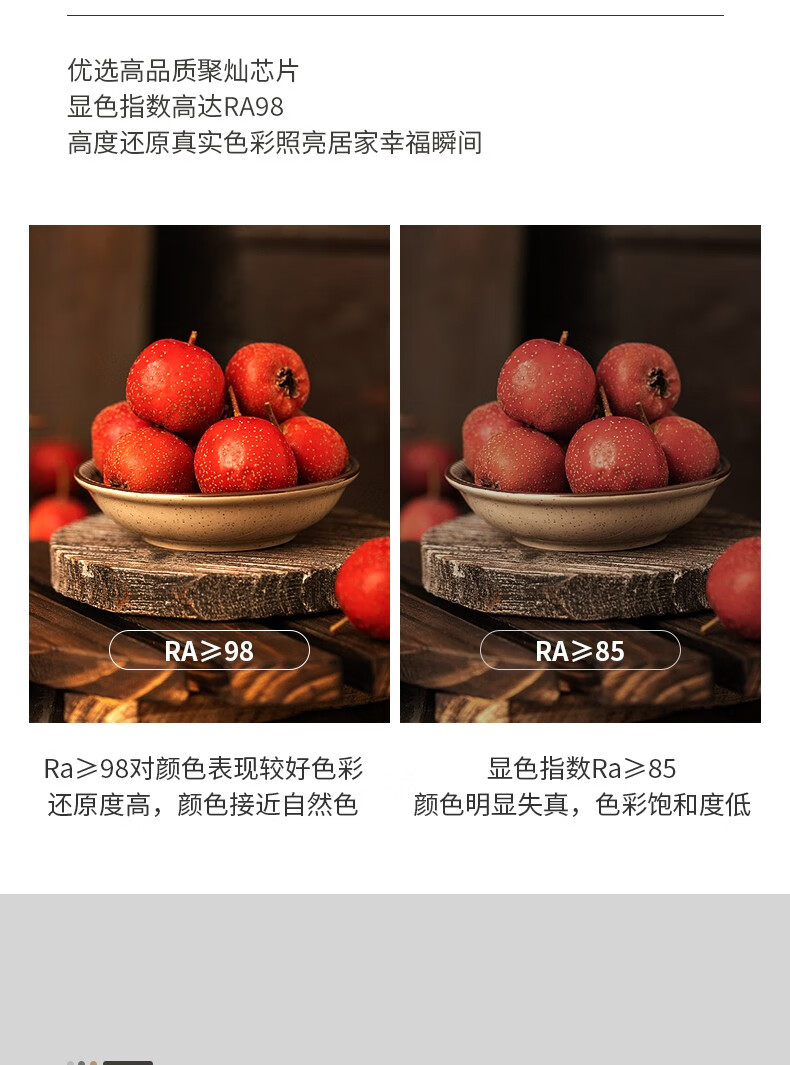 优选高品质聚灿芯片
显色指数高达RA98
高度还原真实色彩照亮居家幸福瞬间
RA≥98
RA≥85
Ra≥98对颜色表现较好色彩
还原度高，颜色接近自然色
显色指数Ra≥85
颜色明显失真，色彩饱和度低